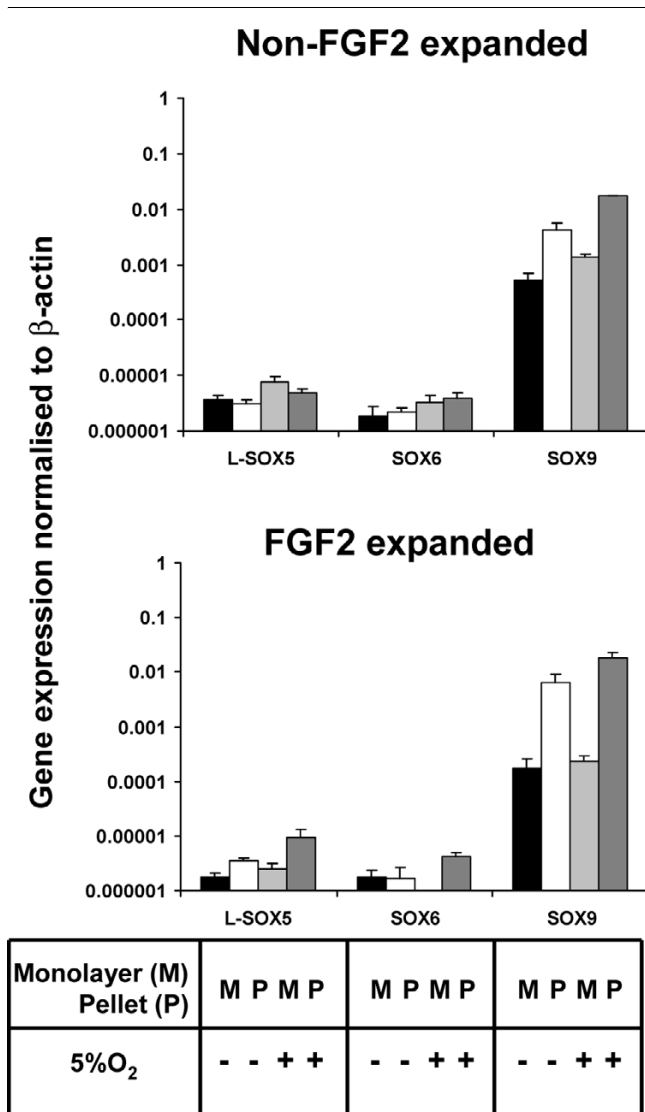 Non-FGF2 expanded
Gene expression normalised to β-actin
1
0.1
0.01
0.001
0.0001
0.00001
0.000001
L-SOX5 SOX6 SOX9
FGF2 expanded
1
0.1
0.01
0.001
0.0001
0.00001
0.000001
L-SOX5 SOX6 SOX9
Monolayer (M) M P M P M P M P M P M P
Pellet (P)
5%O₂ - - + + - - + + - - + +